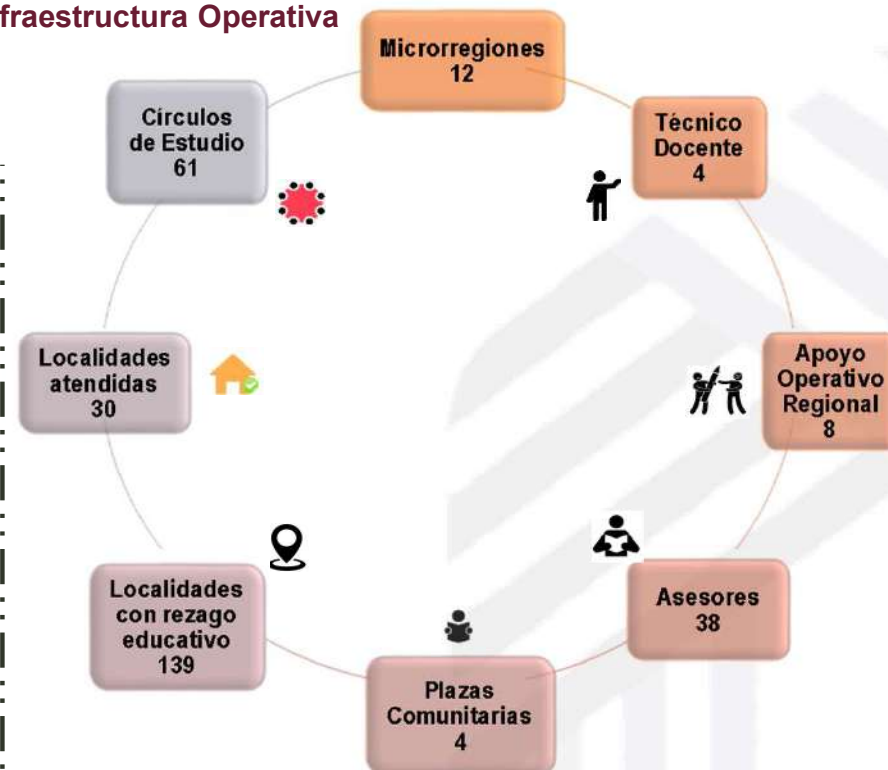 fraestructura Operativa
Microrregiones
12
Técnico
Docente
4
Apoyo
Operativo
Regional
8
Asesores
38
Plazas
Comunitarias
4
Localidades
con rezago
educativo
139
Localidades
atendidas
30
Círculos
de Estudio
61